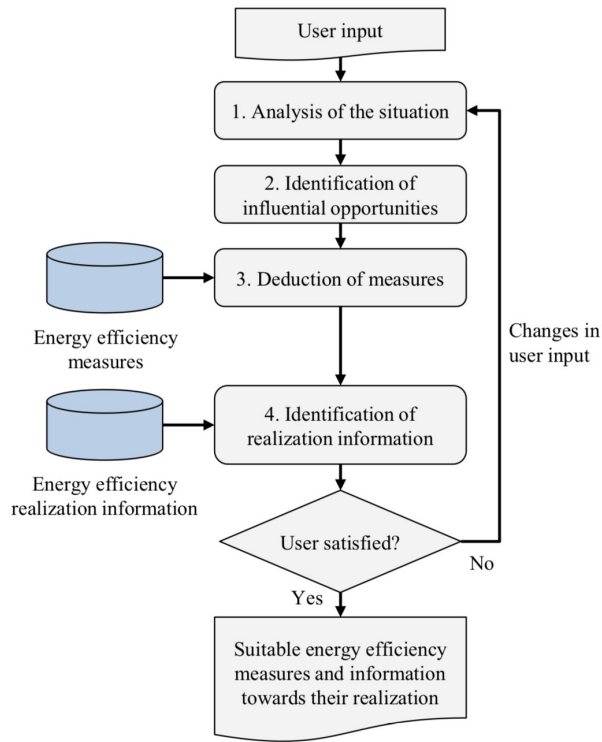 User input
1. Analysis of the situation
2. Identification of
influential opportunities
3. Deduction of measures
Energy efficiency
measures
Changes in
user input
4. Identification of
realization information
Energy efficiency
realization information
User satisfied?
No
Yes
Suitable energy efficiency
measures and information
towards their realization